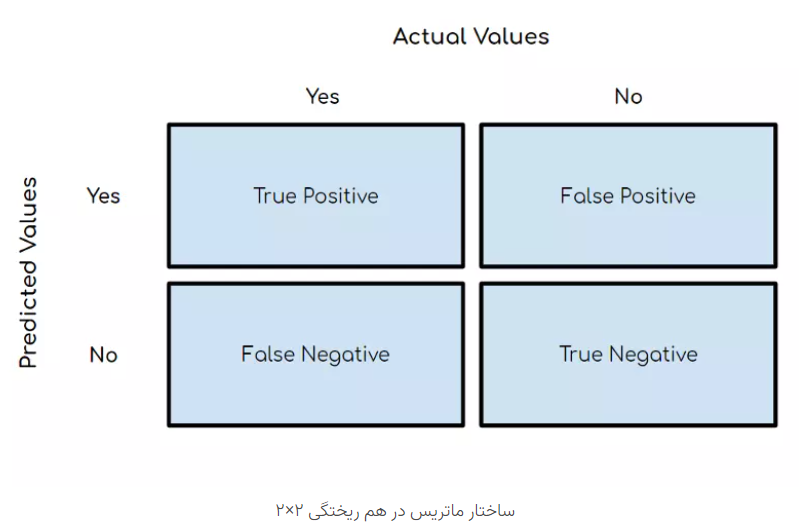 Actual Values
Yes
No
Predicted Values
Yes
True Positive
False Positive
No
False Negative
True Negative
ساختار ماتریس در هم ریختگی ۲×۲